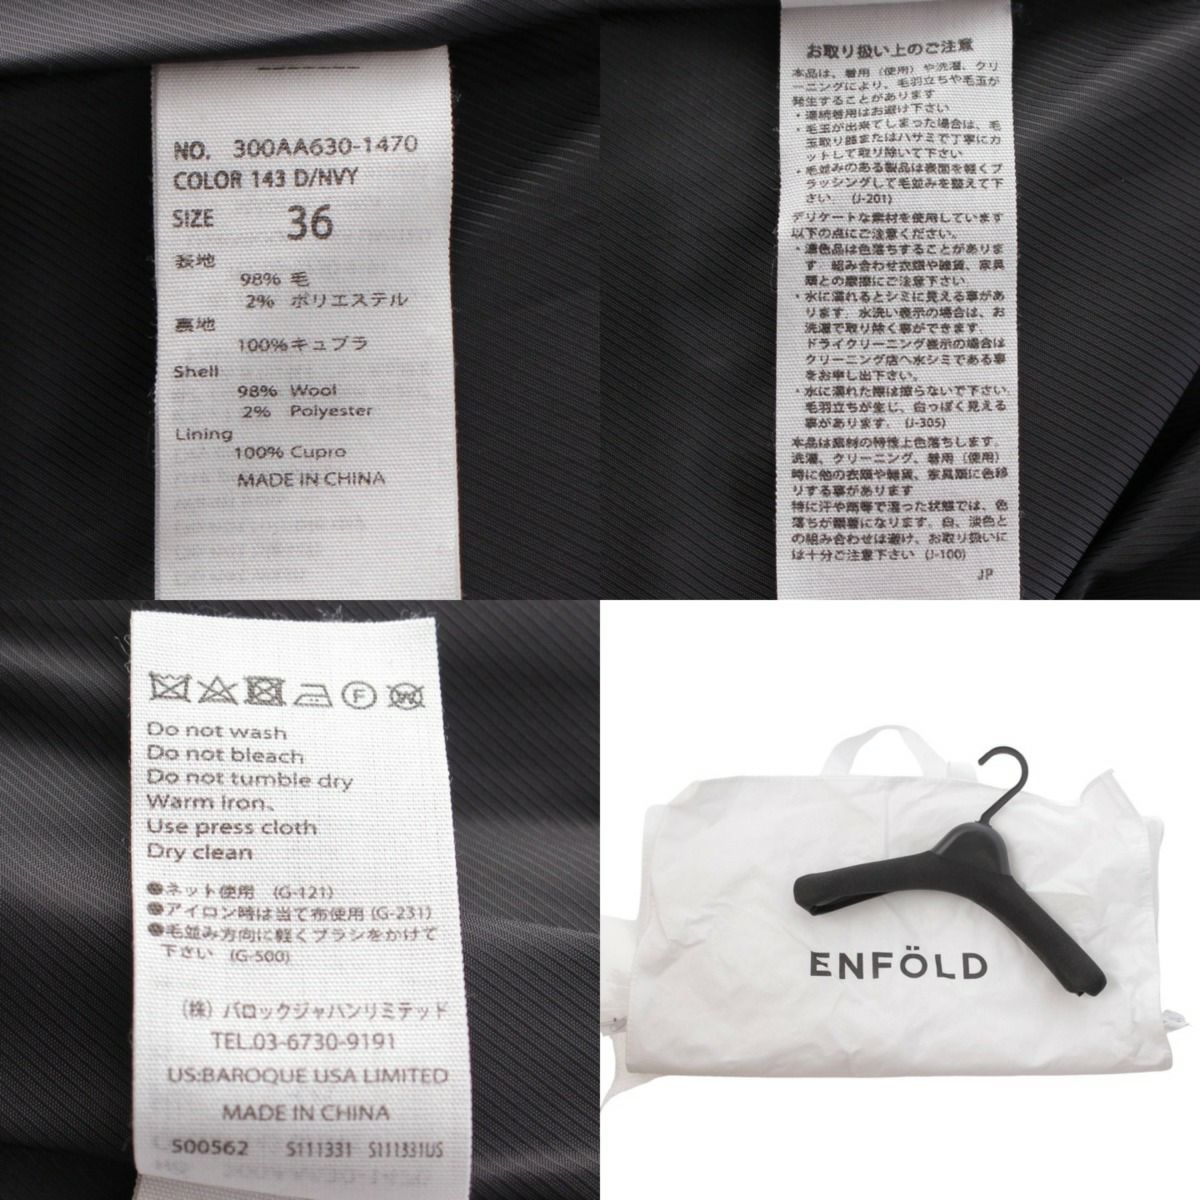 NO. 300AA630-1470
COLOR 143 D/NVY
SIZE 36
表地
98% 毛
2% ポリエステル
裏地
100%キュプラ
Shell
98% Wool
2% Polyester
Lining
100% Cupro
MADE IN CHINA
お取り扱い上のご注意
本品は、着用（使用）や洗濯、クリ
ーニングにより、毛羽立ちや毛玉が
発生することがあります
・連続着用はお避け下さい
・毛玉が出来てしまった場合は、毛
玉取り器またはハサミで丁寧にカ
ットして取り除いて下さい
・毛並みのある製品は表面を軽くブ
ラッシングして毛並みを整えて下
さい。 (J-201)
デリケートな素材を使用しています
以下の点にご注意ください。
・濃色品は色落ちすることがありま
す 組み合わせ衣類や雑貨、家具
類との摩擦にご注意下さい
・水に濡れるとシミに見える事があ
ります。水洗い表示の場合は、お
洗濯で取り除く事ができます。
ドライクリーニング表示の場合は
クリーニング店へ水シミである事
をお申し出下さい。
・水に濡れた際は擦らないで下さい
毛羽立ちが生じ、白っぽく見える
事があります。 (J-305)
本品は素材の特性上色落ちします。
洗濯、クリーニング、着用（使用）
時に他の衣類や雑貨、家具類に色移
りする事があります
特に汗や雨等で湿った状態では、色
落ちが顕著になります。白、淡色と
の組み合わせは避け、お取り扱いに
は十分ご注意下さい (J-100)
JP
Do not wash
Do not bleach
Do not tumble dry
Warm iron、
Use press cloth
Dry clean
●ネット使用 (G-121)
●アイロン時は当て布使用 (G-231)
●毛並み方向に軽くブラシをかけて
下さい (G-500)
（株）バロックジャパンリミテッド
TEL.03-6730-9191
US:BAROQUE USA LIMITED
MADE IN CHINA
S00562 S111331 S111331US
ENFÖLD